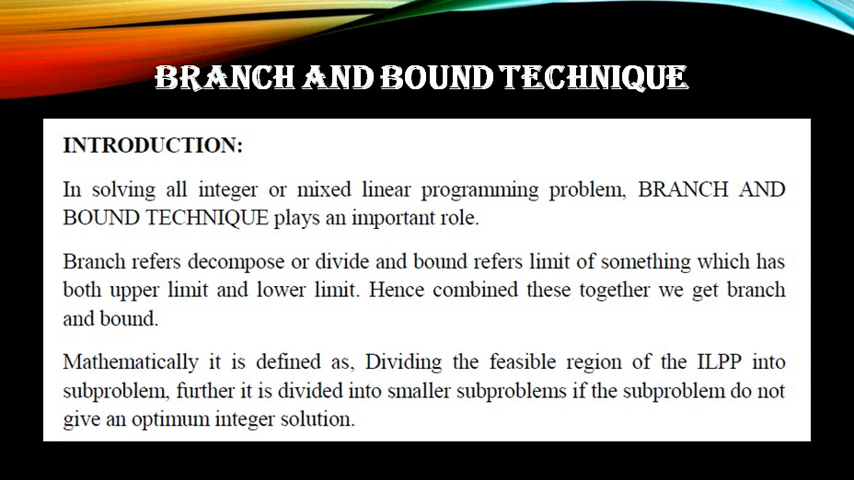 BRANCH AND BOUND TECHNIQUE
INTRODUCTION:
In solving all integer or mixed linear programming problem, BRANCH AND
BOUND TECHNIQUE plays an important role.
Branch refers decompose or divide and bound refers limit of something which has
both upper limit and lower limit. Hence combined these together we get branch
and bound.
Mathematically it is defined as, Dividing the feasible region of the ILPP into
subproblem, further it is divided into smaller subproblems if the subproblem do not
give an optimum integer solution.